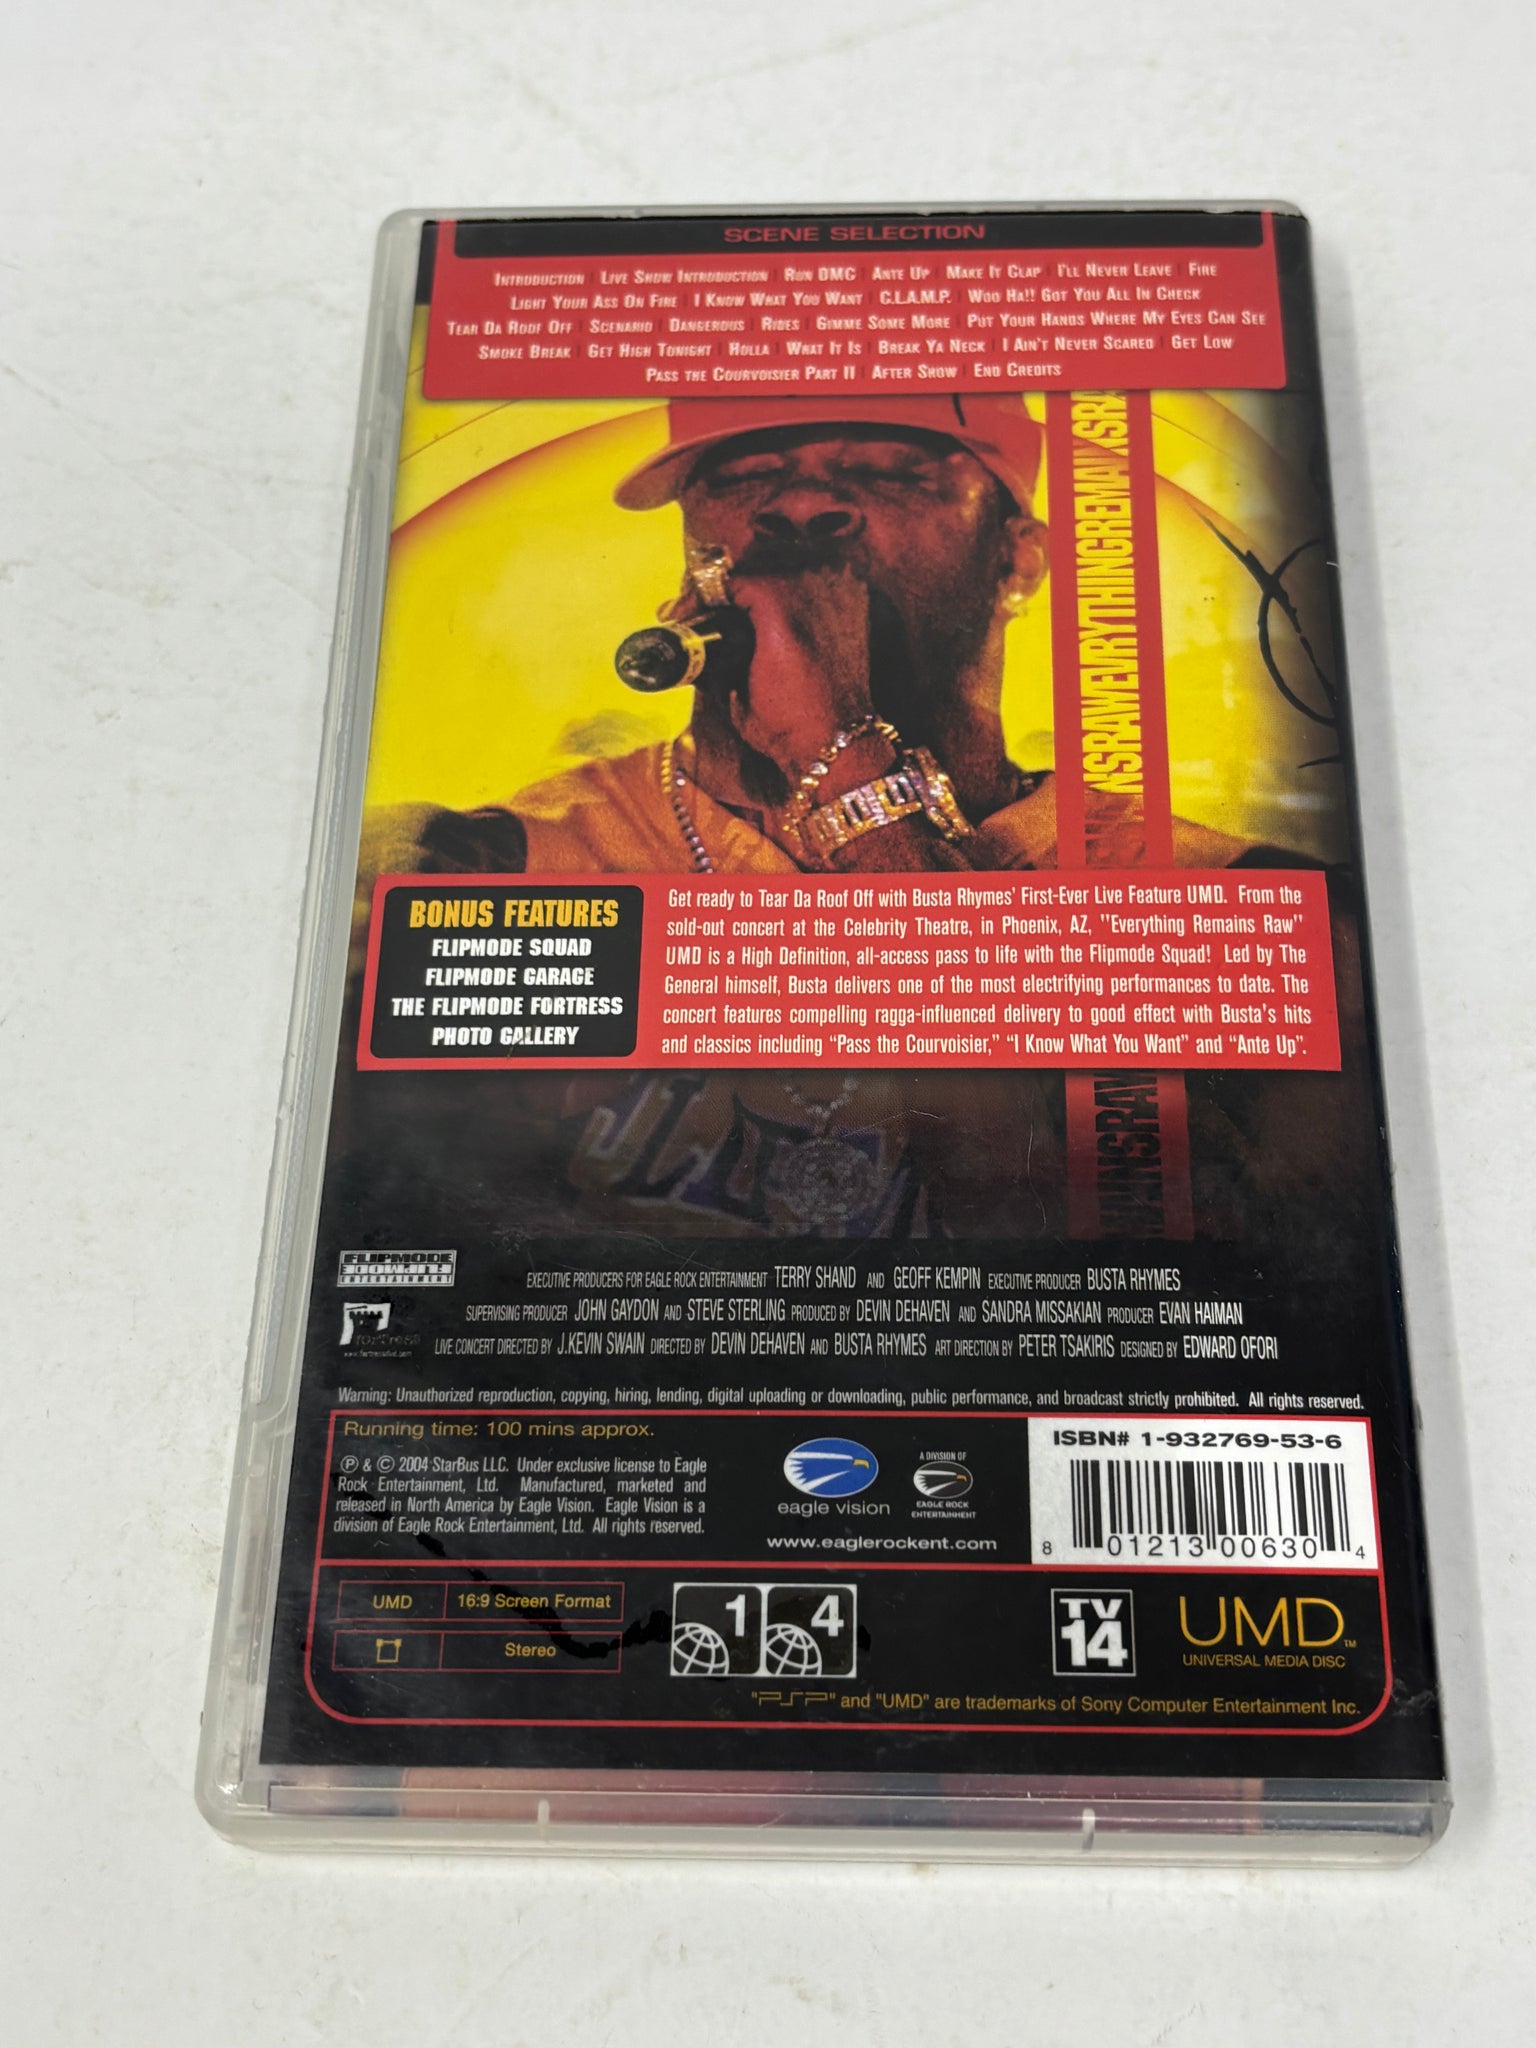 SCENE SELECTION
INTRODUCTION | LIVE SHOW INTRODUCTION | RUN DMC | ANTE UP | MAKE IT CLAP | I'LL NEVER LEAVE | FIRE
LIGHT YOUR ASS ON FIRE | I KNOW WHAT YOU WANT | C.L.A.M.P. | WOO HA!! GOT YOU ALL IN CHECK
TEAR DA ROOF OFF | SCENARIO | DANGEROUS | RIDES | GIMME SOME MORE | PUT YOUR HANDS WHERE MY EYES CAN SEE
SMOKE BREAK | GET HIGH TONIGHT | HOLLA | WHAT IT IS | BREAK YA NECK | I AIN'T NEVER SCARED | GET LOW
PASS THE COURVOISIER PART II | AFTER SHOW | END CREDITS
NSRAWEVRYTHINGREMAINSRA
BONUS FEATURES
FLIPMODE SQUAD
FLIPMODE GARAGE
THE FLIPMODE FORTRESS
PHOTO GALLERY
Get ready to Tear Da Roof Off with Busta Rhymes' First-Ever Live Feature UMD. From the
sold-out concert at the Celebrity Theatre, in Phoenix, AZ, "Everything Remains Raw"
UMD is a High Definition, all-access pass to life with the Flipmode Squad! Led by The
General himself, Busta delivers one of the most electrifying performances to date. The
concert features compelling ragga-influenced delivery to good effect with Busta's hits
and classics including “Pass the Courvoisier,” “I Know What You Want” and “Ante Up”.
FLIPMODE
FLIPMODE
ENTERTAINMENT
EXECUTIVE PRODUCERS FOR EAGLE ROCK ENTERTAINMENT TERRY SHAND AND GEOFF KEMPIN EXECUTIVE PRODUCER BUSTA RHYMES
SUPERVISING PRODUCER JOHN GAYDON AND STEVE STERLING PRODUCED BY DEVIN DEHAVEN AND SANDRA MISSAKIAN PRODUCER EVAN HAIMAN
fortress
www.fortressdvd.com
LIVE CONCERT DIRECTED BY J.KEVIN SWAIN DIRECTED BY DEVIN DEHAVEN AND BUSTA RHYMES ART DIRECTION BY PETER TSAKIRIS DESIGNED BY EDWARD OFORI
Warning: Unauthorized reproduction, copying, hiring, lending, digital uploading or downloading, public performance, and broadcast strictly prohibited. All rights reserved.
Running time: 100 mins approx.
℗ & © 2004 StarBus LLC. Under exclusive license to Eagle
Rock Entertainment, Ltd. Manufactured, marketed and
released in North America by Eagle Vision. Eagle Vision is a
division of Eagle Rock Entertainment, Ltd. All rights reserved.
eagle vision
A DIVISION OF
EAGLE ROCK
ENTERTAINMENT
www.eaglerockent.com
ISBN# 1-932769-53-6
8 01213 00630 4
UMD 16:9 Screen Format
Stereo
1 4
TV
14
UMD™
UNIVERSAL MEDIA DISC
"PSP" and "UMD" are trademarks of Sony Computer Entertainment Inc.